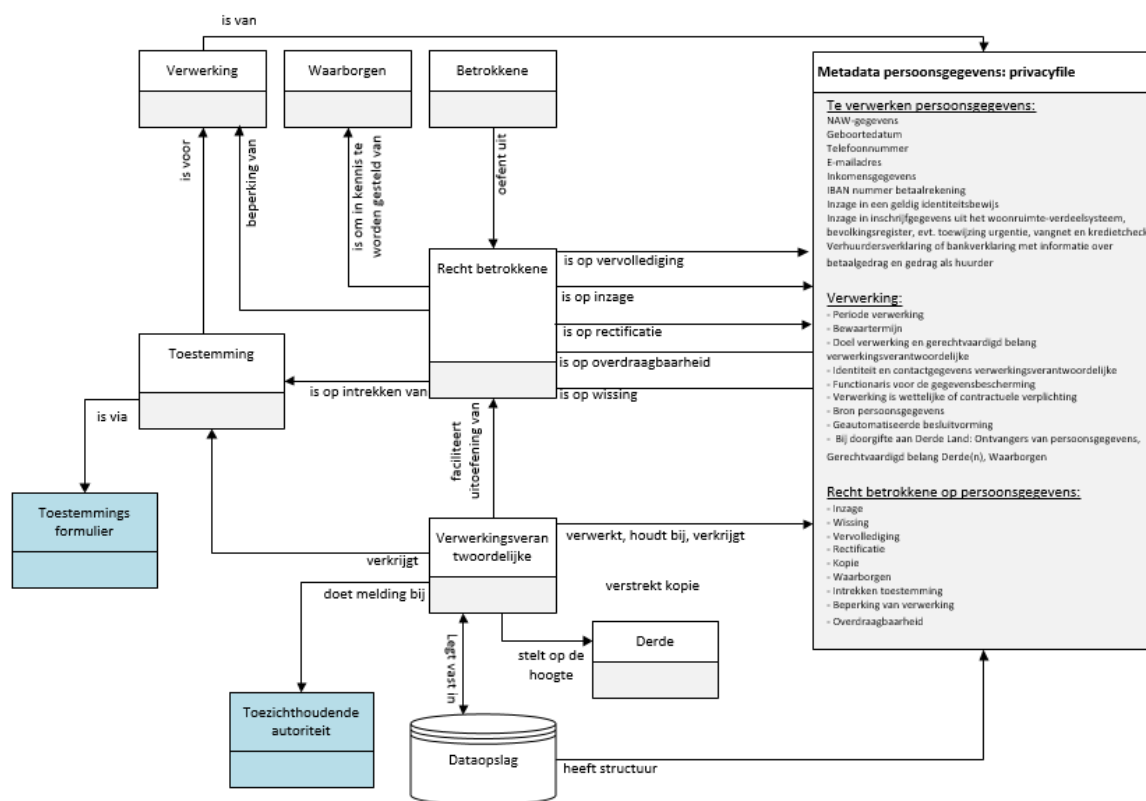 is van
Verwerking
Waarborgen
Betrokkene
Metadata persoonsgegevens: privacyfile
Te verwerken persoonsgegevens:
NAW-gegevens
Geboortedatum
Telefoonnummer
E-mailadres
Inkomensgegevens
IBAN nummer betaalrekening
Inzage in een geldig identiteitsbewijs
Inzage in inschrijfgegevens uit het woonruimte-verdeelsysteem,
bevolkingsregister, evt. toewijzing urgentie, vangnet en kredietcheck
Verhuurdersverklaring of bankverklaring met informatie over
betaalgedrag en gedrag als huurder
Verwerking:
- Periode verwerking
- Bewaartermijn
- Doel verwerking en gerechtvaardigd belang
verwerkingsverantwoordelijke
- Identiteit en contactgegevens verwerkingsverantwoordelijke
- Functionaris voor de gegevensbescherming
- Verwerking is wettelijke of contractuele verplichting
- Bron persoonsgegevens
- Geautomatiseerde besluitvorming
- Bij doorgifte aan Derde Land: Ontvangers van persoonsgegevens,
Gerechtvaardigd belang Derde(n), Waarborgen
Recht betrokkene op persoonsgegevens:
- Inzage
- Wissing
- Vervollediging
- Rectificatie
- Kopie
- Waarborgen
- Intrekken toestemming
- Beperking van verwerking
- Overdraagbaarheid
is voor
beperking van
is om in kennis te
worden gesteld van
oefent uit
Recht betrokkene
is op vervollediging
is op inzage
is op rectificatie
is op overdraagbaarheid
is op wissing
Toestemming
is op intrekken van
is via
faciliteert
uitoefening van
Toestemmings
formulier
Verwerkingsveran
twoordelijke
verwerkt, houdt bij, verkrijgt
verkrijgt
doet melding bij
verstrekt kopie
Derde
stelt op de
hoogte
Legt vast in
Toezichthoudende
autoriteit
Dataopslag
heeft structuur